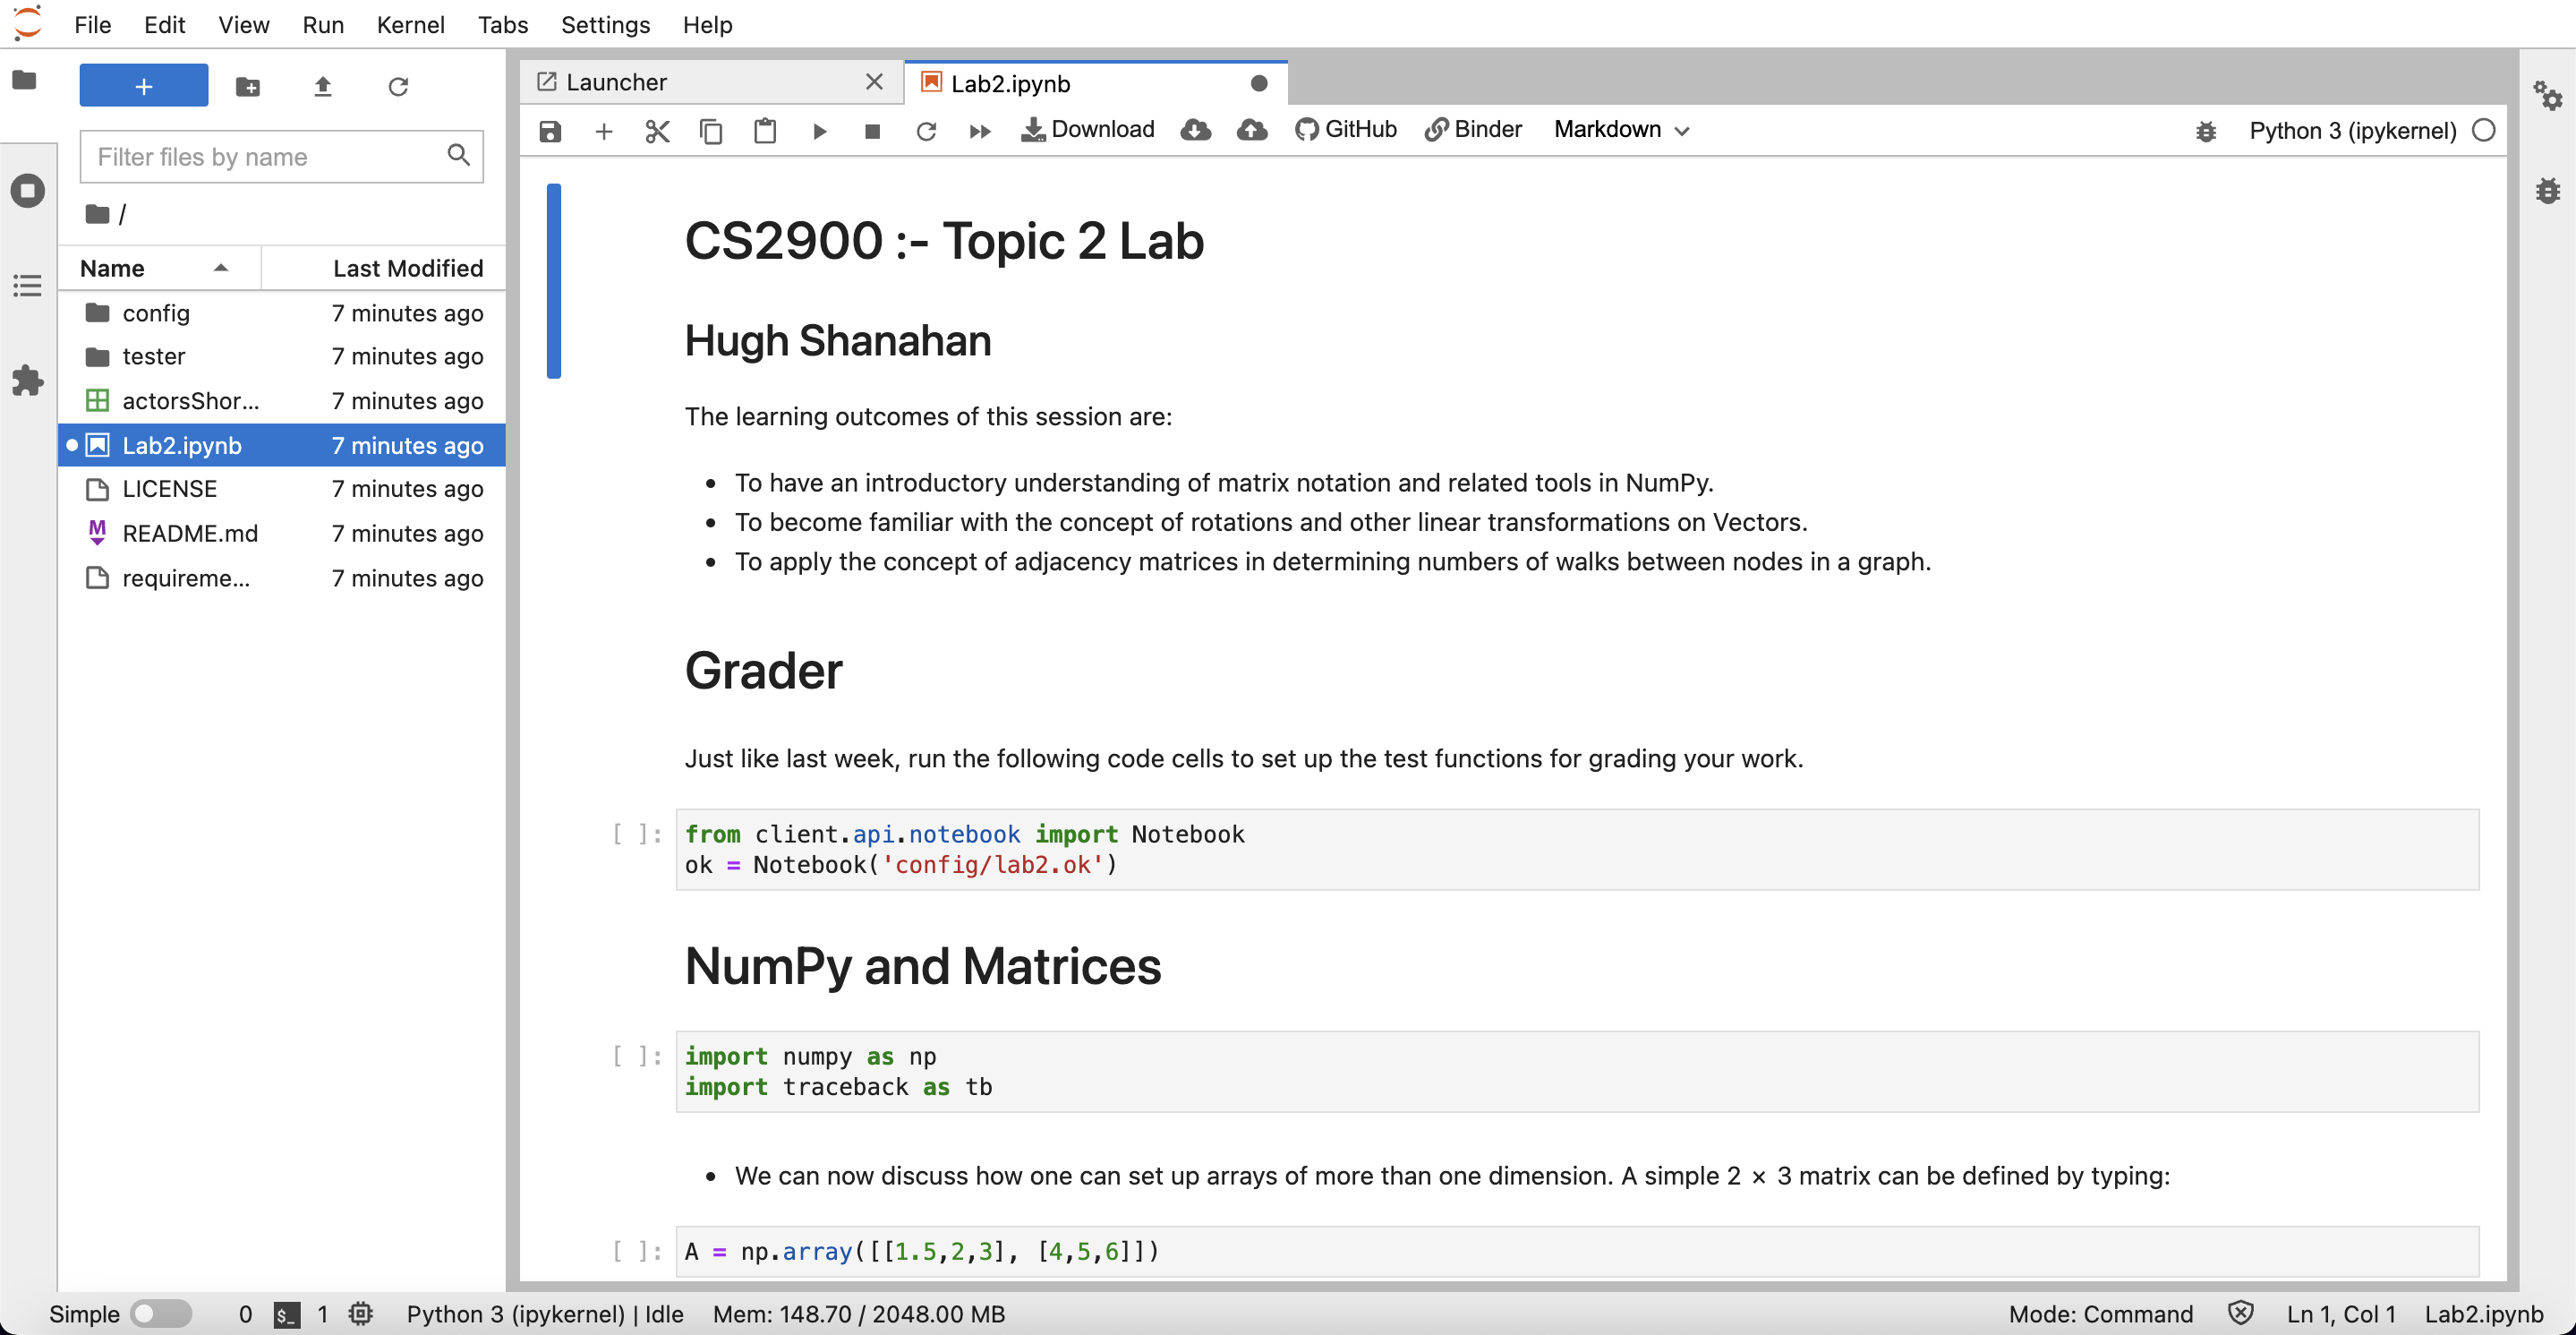 File Edit View Run Kernel Tabs Settings Help
+
Filter files by name
/
Name Last Modified
config 7 minutes ago
tester 7 minutes ago
actorsShor... 7 minutes ago
Lab2.ipynb 7 minutes ago
LICENSE 7 minutes ago
README.md 7 minutes ago
requireme... 7 minutes ago
Launcher
Lab2.ipynb
Download GitHub Binder Markdown Python 3 (ipykernel)
CS2900 :- Topic 2 Lab
Hugh Shanahan
The learning outcomes of this session are:
• To have an introductory understanding of matrix notation and related tools in NumPy.
• To become familiar with the concept of rotations and other linear transformations on Vectors.
• To apply the concept of adjacency matrices in determining numbers of walks between nodes in a graph.
Grader
Just like last week, run the following code cells to set up the test functions for grading your work.
[ ]: from client.api.notebook import Notebook
ok = Notebook('config/lab2.ok')
NumPy and Matrices
[ ]: import numpy as np
import traceback as tb
• We can now discuss how one can set up arrays of more than one dimension. A simple 2 × 3 matrix can be defined by typing:
[ ]: A = np.array([[1.5,2,3], [4,5,6]])
Simple 0 $_ 1 Python 3 (ipykernel) | Idle Mem: 148.70 / 2048.00 MB Mode: Command Ln 1, Col 1 Lab2.ipynb